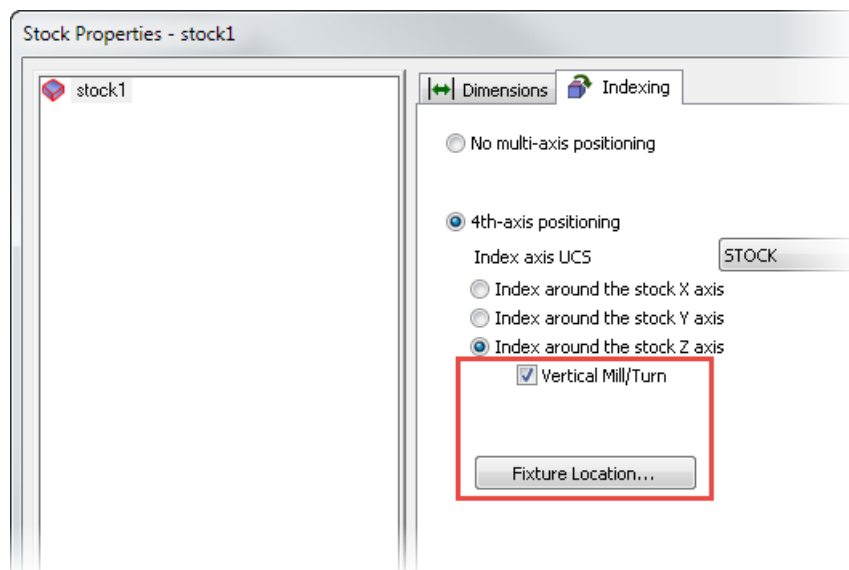 Stock Properties - stock1
stock1
Dimensions
Indexing
No multi-axis positioning
4th-axis positioning
Index axis UCS
STOCK
Index around the stock X axis
Index around the stock Y axis
Index around the stock Z axis
Vertical Mill/Turn
Fixture Location...